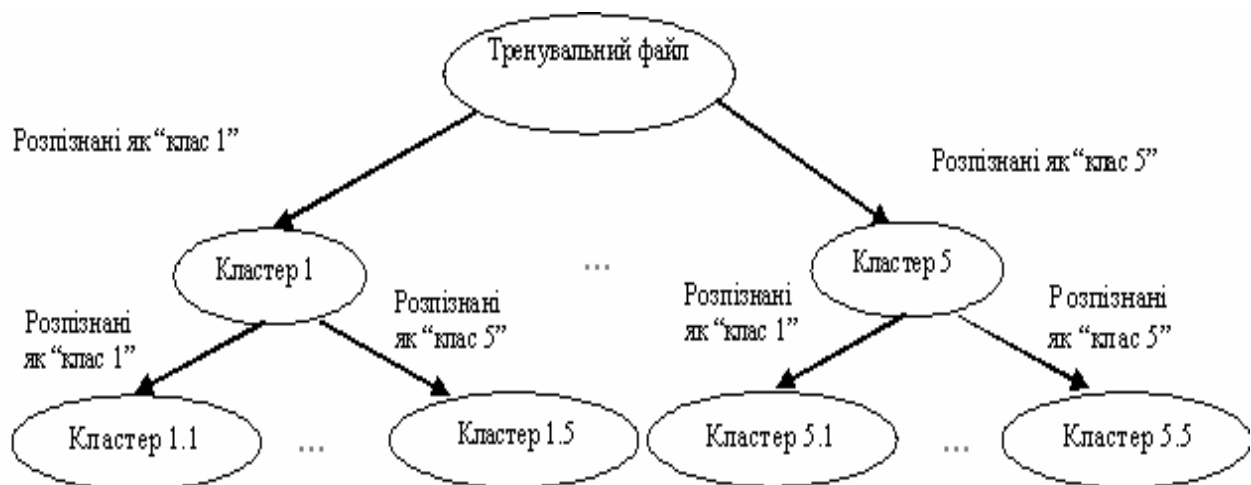 Тренувальний файл
Розпізнані як “клас 1”
Розпізнані як “клас 5”
Кластер 1
...
Кластер 5
Розпізнані
як “клас 1”
Розпізнані
як “клас 5”
Розпізнані
як “клас 1”
Розпізнані
як “клас 5”
Кластер 1.1
...
Кластер 1.5
Кластер 5.1
...
Кластер 5.5